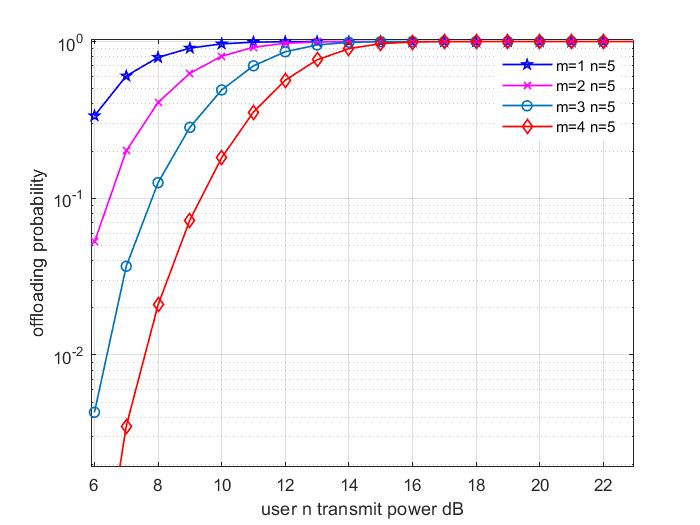 10^0
10^-1
10^-2
offloading probability
m=1 n=5
m=2 n=5
m=3 n=5
m=4 n=5
6 8 10 12 14 16 18 20 22
user n transmit power dB